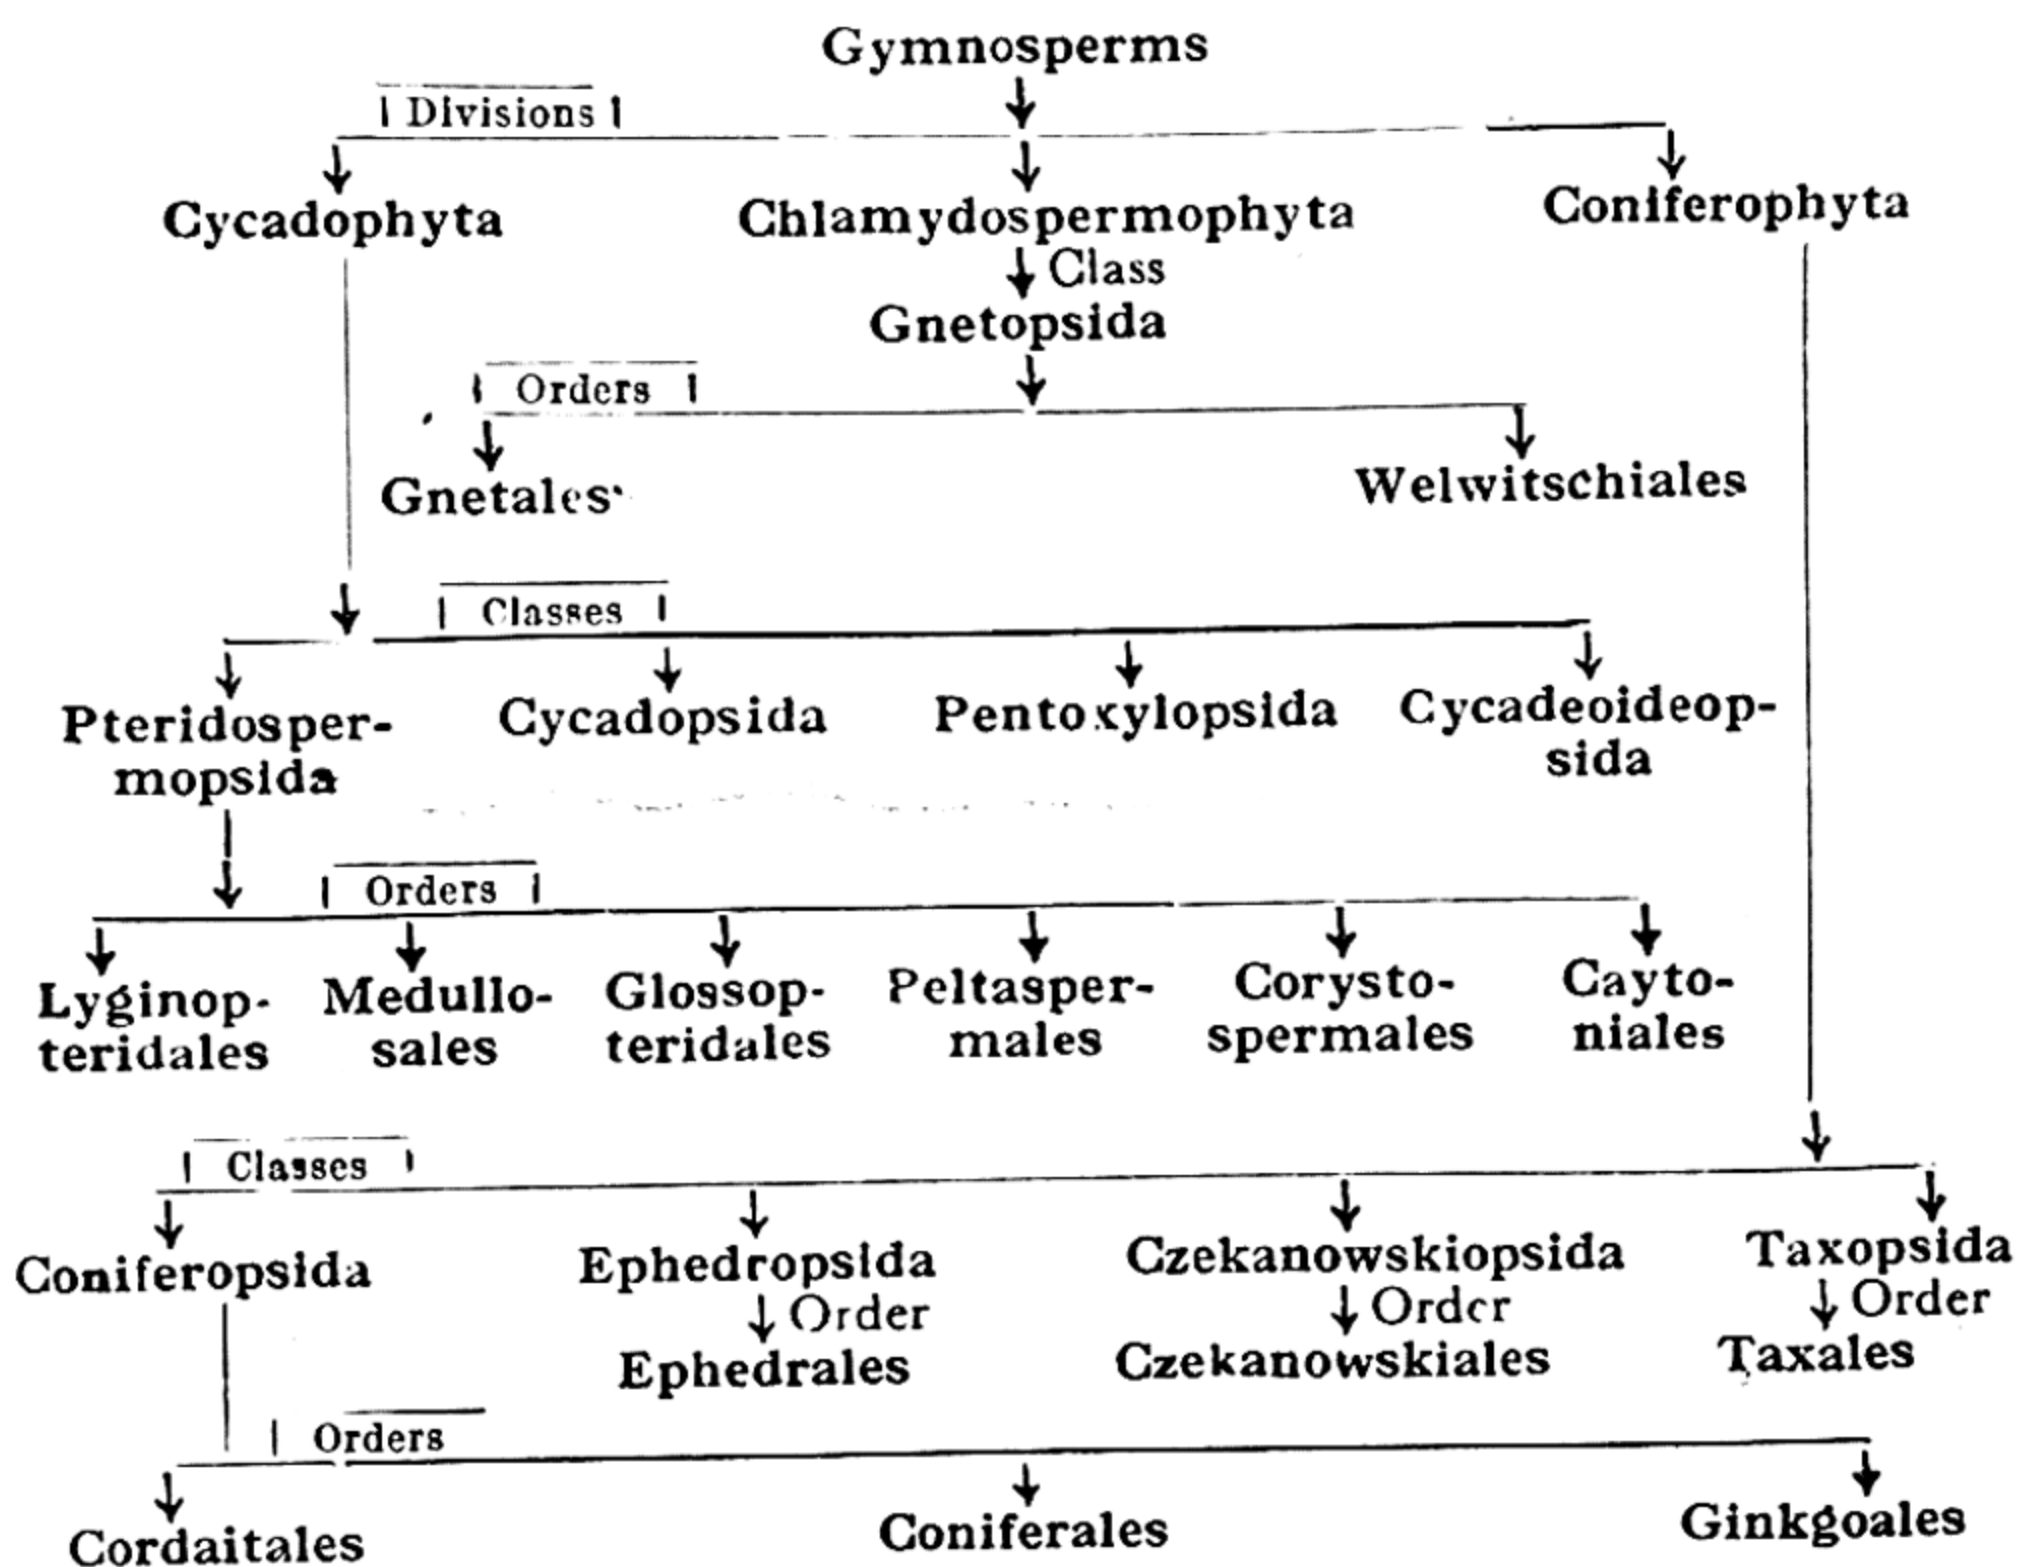 Gymnosperms
Divisions
Cycadophyta Chlamydospermophyta Coniferophyta
Class
Gnetopsida
Orders
Gnetales Welwitschiales
Classes
Pteridosper- Cycadopsida Pentoxylopsida Cycadeoideop-
mopsida sida
Orders
Lyginop- Medullo- Glossop- Peltasper- Corysto- Cayto-
teridales sales teridales males spermales niales
Classes
Coniferopsida Ephedropsida Czekanowskiopsida Taxopsida
Order Order Order
Ephedrales Czekanowskiales Taxales
Orders
Cordaitales Coniferales Ginkgoales